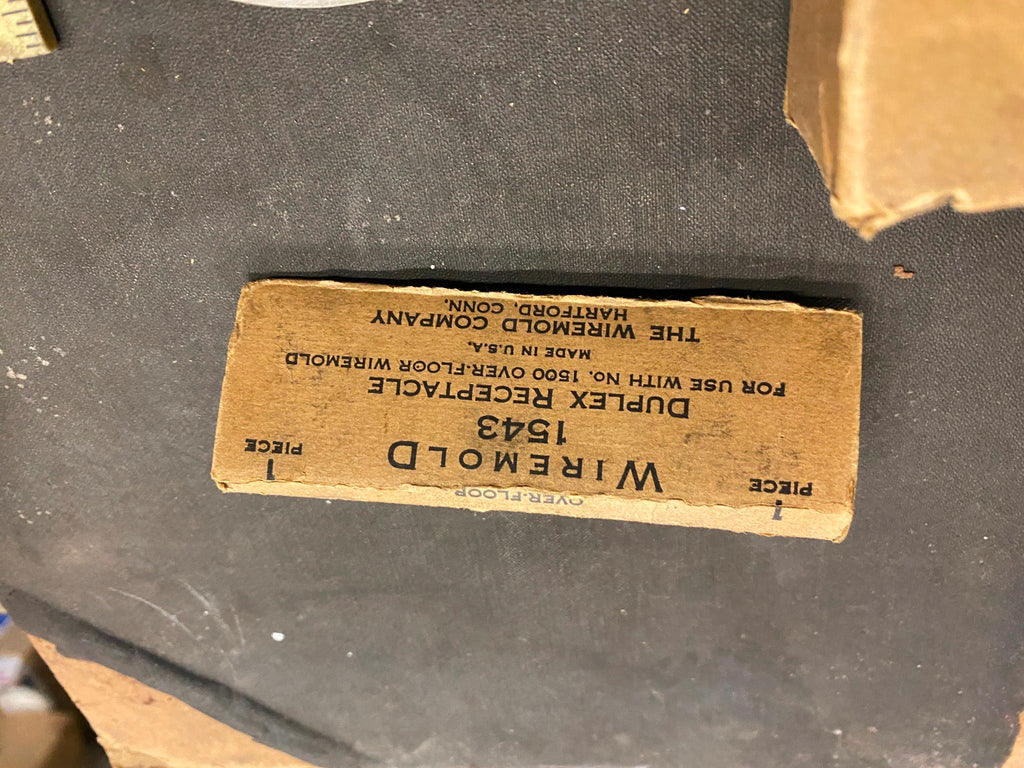 OVER-FLOOR
1 PIECE
WIREMOLD
1 PIECE
1543
DUPLEX RECEPTACLE
FOR USE WITH No. 1500 OVER-FLOOR WIREMOLD
MADE IN U.S.A.
THE WIREMOLD COMPANY
HARTFORD, CONN.